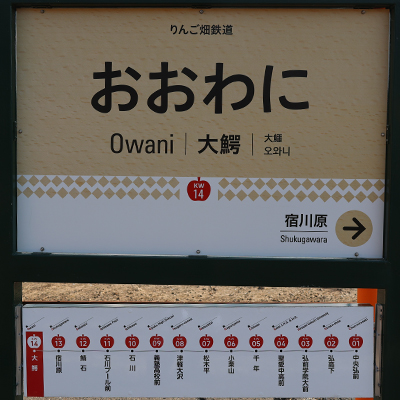 りんご畑鉄道
おおわに
Owani
大鰐
大鰐
오와니
KW
14
宿川原
Shukugawara
14 13 12 11 10 09 08 07 06 05 04 03 02 01
大鰐
宿川原
鯖石
石川プール前
石川
義塾高校前
津軽大沢
松木平
小栗山
千年
聖愛中高前
弘前学院大前
弘高下
中央弘前